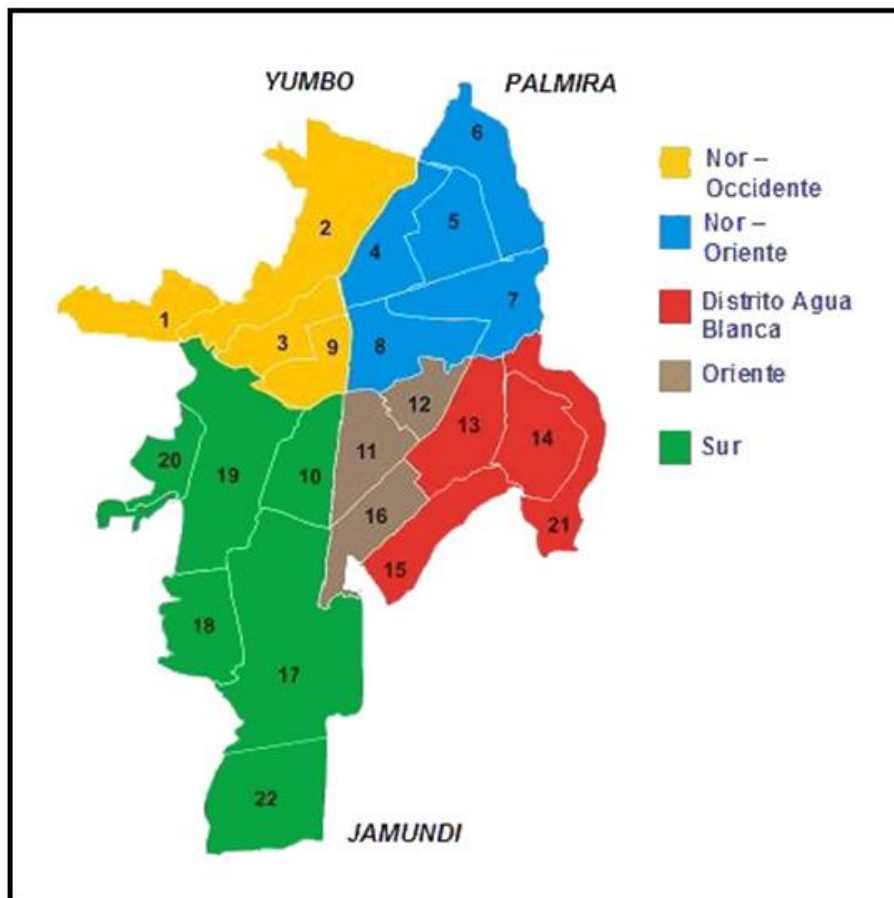 YUMBO
PALMIRA
6
Nor –
Occidente
2
5
4
Nor –
Oriente
7
Distrito Agua
Blanca
1
3
9
8
Oriente
12
13
14
11
Sur
20
19
10
16
21
15
18
17
22
JAMUNDI